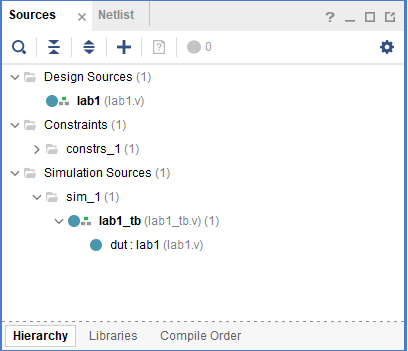 Sources × Netlist ?
0
Design Sources (1)
lab1 (lab1.v)
Constraints (1)
constrs_1 (1)
Simulation Sources (1)
sim_1 (1)
lab1_tb (lab1_tb.v) (1)
dut : lab1 (lab1.v)
Hierarchy Libraries Compile Order